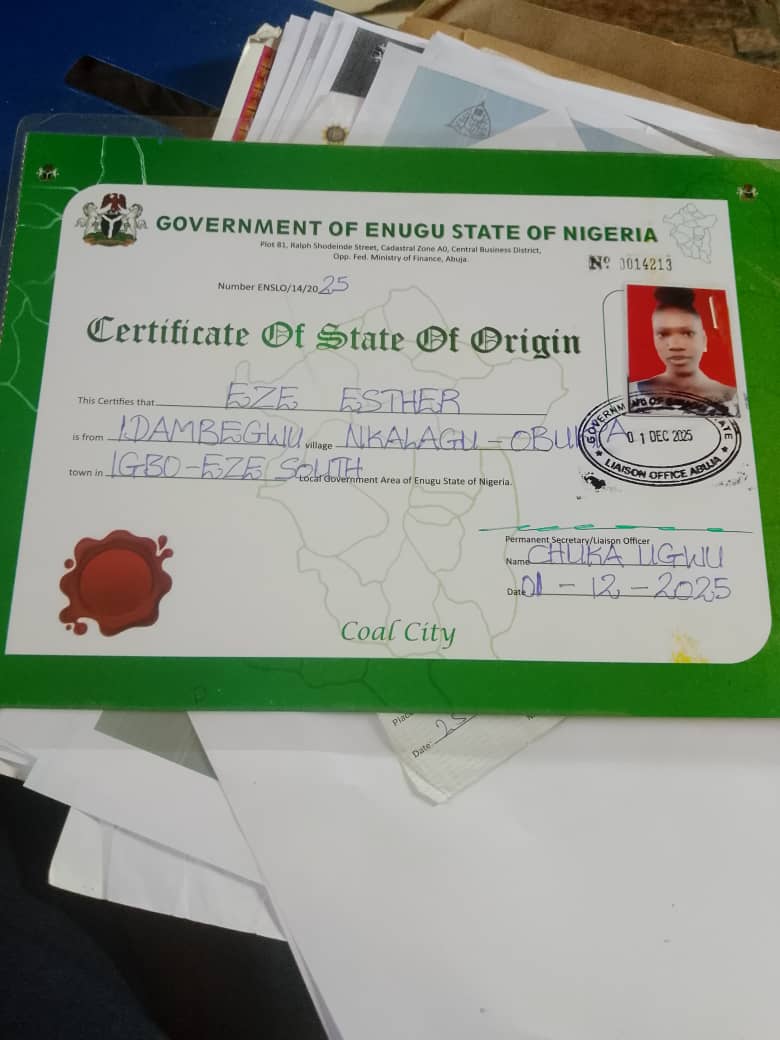 GOVERNMENT OF ENUGU STATE OF NIGERIA
Plot 81, Ralph Shodeinde Street, Cadastral Zone A0, Central Business District,
Opp. Fed. Ministry of Finance, Abuja.
Nº 0014213
Number ENSLO/14/2025
Certificate Of State Of Origin
This Certifies that EZE ESTHER
is from IDAMBEGWU village NKALAGU-OBUKPA
town in IGBO-EZE SOUTH Local Government Area of Enugu State of Nigeria.
01 DEC 2025
LIAISON OFFICE ABUJA
Permanent Secretary/Liaison Officer
Name CHUKA UGWU
Date 01-12-2025
Coal City
Date: 25